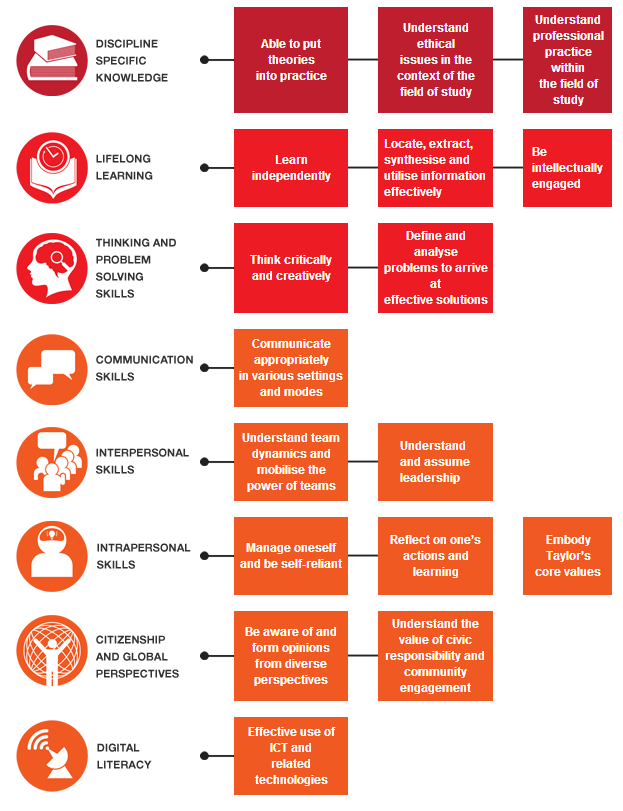 DISCIPLINE
SPECIFIC
KNOWLEDGE
Able to put
theories
into practice
Understand
ethical
issues in the
context of the
field of study
Understand
professional
practice
within
the field of
study
LIFELONG
LEARNING
Learn
independently
Locate, extract,
synthesise and
utilise information
effectively
Be
intellectually
engaged
THINKING AND
PROBLEM
SOLVING
SKILLS
Think critically
and creatively
Define and
analyse
problems to arrive
at
effective solutions
COMMUNICATION
SKILLS
Communicate
appropriately
in various settings
and modes
INTERPERSONAL
SKILLS
Understand team
dynamics and
mobilise the
power of teams
Understand
and assume
leadership
INTRAPERSONAL
SKILLS
Manage oneself
and be self-reliant
Reflect on one's
actions and
learning
Embody
Taylor's
core values
CITIZENSHIP
AND GLOBAL
PERSPECTIVES
Be aware of and
form opinions
from diverse
perspectives
Understand the
value of civic
responsibility and
community
engagement
DIGITAL
LITERACY
Effective use of
ICT and
related
technologies